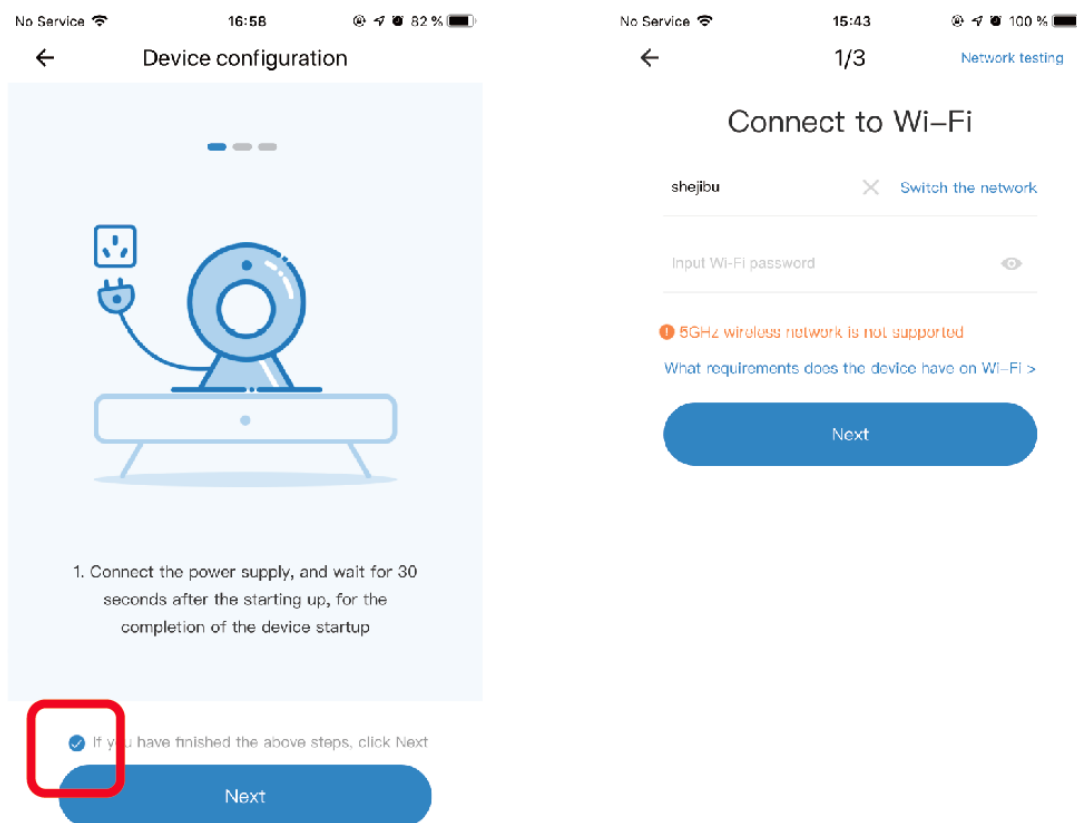 No Service 16:58 82 %
Device configuration
1. Connect the power supply, and wait for 30
seconds after the starting up, for the
completion of the device startup
If you have finished the above steps, click Next
Next
No Service 15:43 100 %
1/3 Network testing
Connect to Wi-Fi
shejibu Switch the network
Input Wi-Fi password
5GHz wireless network is not supported
What requirements does the device have on Wi-Fi >
Next